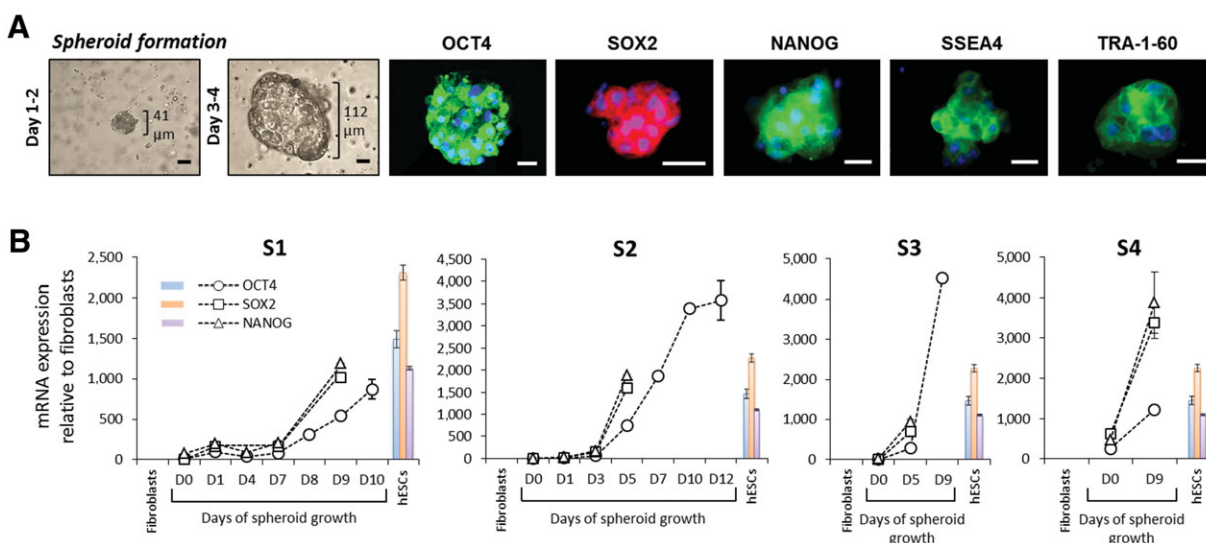 A
Spheroid formation
OCT4
SOX2
NANOG
SSEA4
TRA-1-60
Day 1-2
41
µm
Day 3-4
112
µm
B
mRNA expression
relative to fibroblasts
S1
2,500
2,000
1,500
1,000
500
0
OCT4
SOX2
NANOG
Fibroblasts
D0
D1
D4
D7
D8
D9
D10
hESCs
Days of spheroid growth
S2
4,500
4,000
3,500
3,000
2,500
2,000
1,500
1,000
500
0
Fibroblasts
D0
D1
D3
D5
D7
D10
D12
hESCs
Days of spheroid growth
S3
5,000
4,000
3,000
2,000
1,000
0
Fibroblasts
D0
D5
D9
hESCs
Days of spheroid
growth
S4
5,000
4,000
3,000
2,000
1,000
0
Fibroblasts
D0
D9
hESCs
Days of spheroid
growth